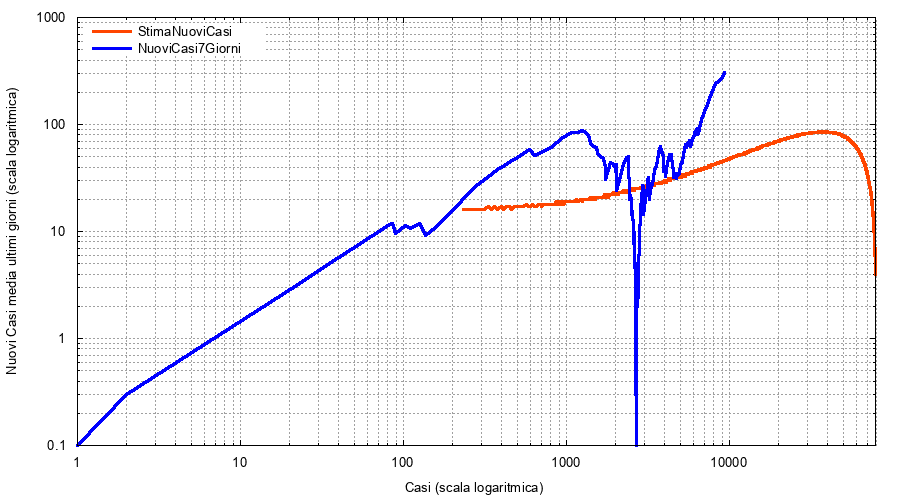 1000
100
10
1
0.1
1
10
100
1000
10000
Nuovi Casi media ultimi giorni (scala logaritmica)
Casi (scala logaritmica)
StimaNuoviCasi
NuoviCasi7Giorni